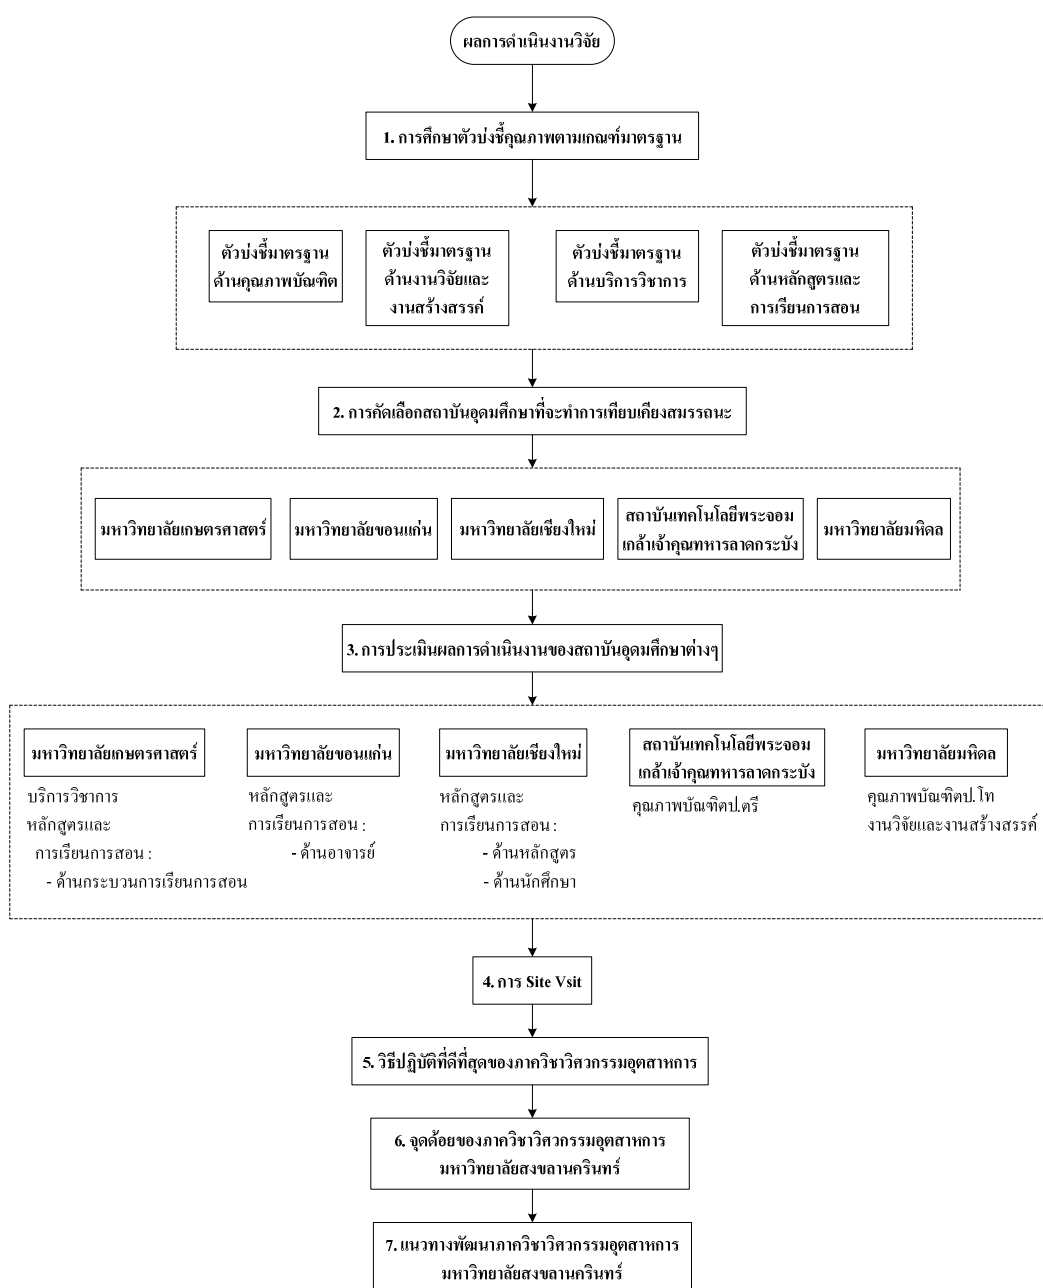 ผลการดำเนินงานวิจัย
1. การศึกษาตัวบ่งชี้คุณภาพตามเกณฑ์มาตรฐาน
ตัวบ่งชี้มาตรฐาน
ด้านคุณภาพบัณฑิต
ตัวบ่งชี้มาตรฐาน
ด้านงานวิจัยและ
งานสร้างสรรค์
ตัวบ่งชี้มาตรฐาน
ด้านบริการวิชาการ
ตัวบ่งชี้มาตรฐาน
ด้านหลักสูตรและ
การเรียนการสอน
2. การคัดเลือกสถาบันอุดมศึกษาที่จะทำการเทียบเคียงสมรรถนะ
มหาวิทยาลัยเกษตรศาสตร์
มหาวิทยาลัยขอนแก่น
มหาวิทยาลัยเชียงใหม่
สถาบันเทคโนโลยีพระจอม
เกล้าเจ้าคุณทหารลาดกระบัง
มหาวิทยาลัยมหิดล
3. การประเมินผลการดำเนินงานของสถาบันอุดมศึกษาต่างๆ
มหาวิทยาลัยเกษตรศาสตร์
บริการวิชาการ
หลักสูตรและ
การเรียนการสอน :
- ด้านกระบวนการเรียนการสอน
มหาวิทยาลัยขอนแก่น
หลักสูตรและ
การเรียนการสอน :
- ด้านอาจารย์
มหาวิทยาลัยเชียงใหม่
หลักสูตรและ
การเรียนการสอน :
- ด้านหลักสูตร
- ด้านนักศึกษา
สถาบันเทคโนโลยีพระจอม
เกล้าเจ้าคุณทหารลาดกระบัง
คุณภาพบัณฑิตป.ตรี
มหาวิทยาลัยมหิดล
คุณภาพบัณฑิตป.โท
งานวิจัยและงานสร้างสรรค์
4. การ Site Vsit
5. วิธีปฏิบัติที่ดีที่สุดของภาควิชาวิศวกรรมอุตสาหการ
6. จุดด้อยของภาควิชาวิศวกรรมอุตสาหการ
มหาวิทยาลัยสงขลานครินทร์
7. แนวทางพัฒนาภาควิชาวิศวกรรมอุตสาหการ
มหาวิทยาลัยสงขลานครินทร์